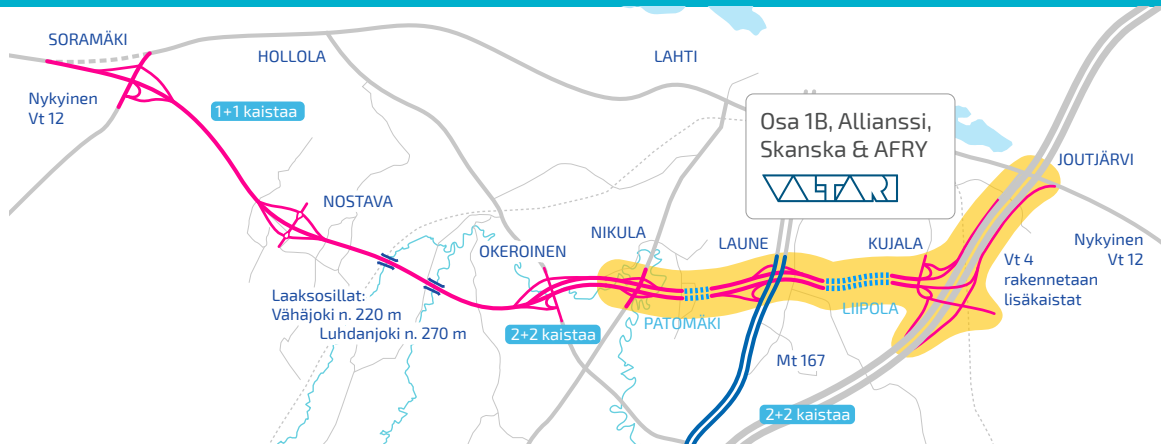 SORAMÄKI
HOLLOLA
LAHTI
Nykyinen
Vt 12
1+1 kaistaa
Osa 1B, Allianssi,
Skanska & AFRY
VALTARI
JOUTJÄRVI
NOSTAVA
NIKULA
OKEROINEN
LAUNE
KUJALA
Nykyinen
Vt 12
Vt 4
rakennetaan
lisäkaistat
Laaksosillat:
Vähäjoki n. 220 m
Luhdanjoki n. 270 m
2+2 kaistaa
PATOMÄKI
LIIPOLA
Mt 167
2+2 kaistaa